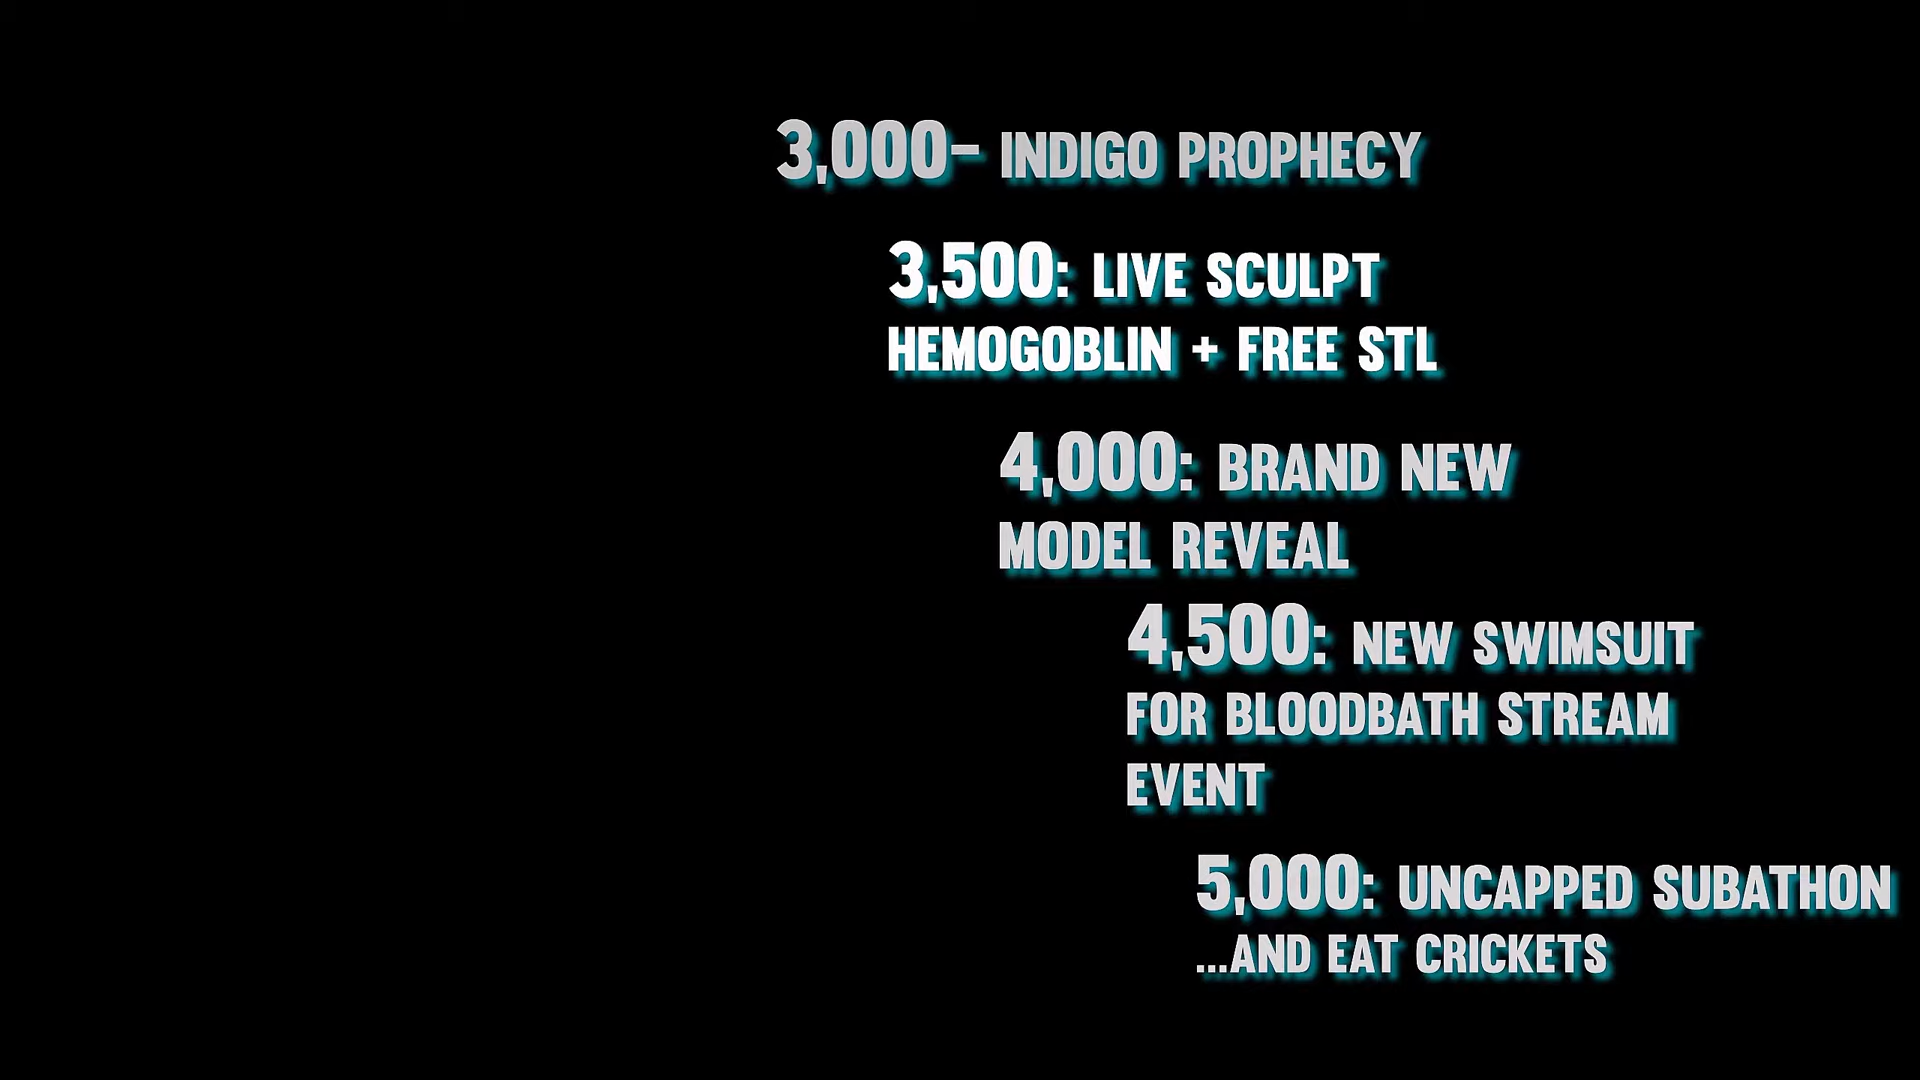 3,000- INDIGO PROPHECY
3,500: LIVE SCULPT
HEMOGOBLIN + FREE STL
4,000: BRAND NEW
MODEL REVEAL
4,500: NEW SWIMSUIT
FOR BLOODBATH STREAM
EVENT
5,000: UNCAPPED SUBATHON
...AND EAT CRICKETS